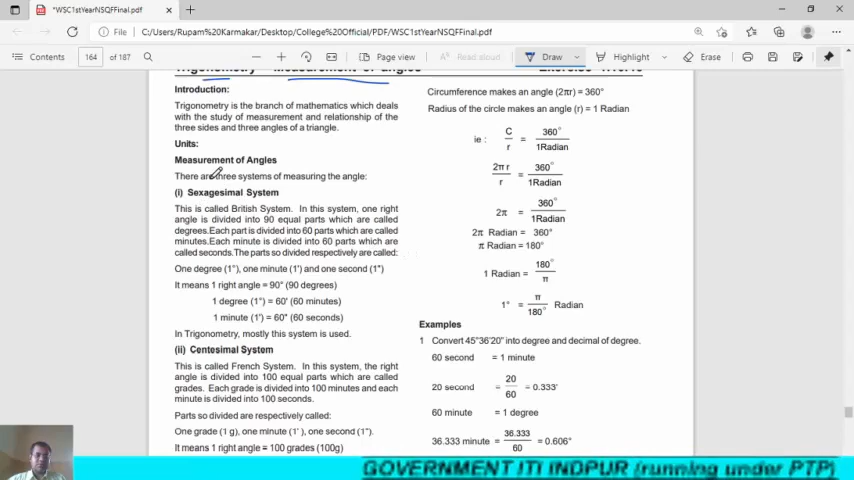 *WSC1stYearNSQFinal.pdf
File
C:/Users/Rupam%20Karmakar/Desktop/College%20Official/PDF/WSC1stYearNSQFinal.pdf
Contents
164
of 187
Page view
Read aloud
Draw
Highlight
Erase
Trigonometry - Measurement of angles
Introduction:
Trigonometry is the branch of mathematics which deals
with the study of measurement and relationship of the
three sides and three angles of a triangle.
Units:
Measurement of Angles
There are three systems of measuring the angle:
(i) Sexagesimal System
This is called British System. In this system, one right
angle is divided into 90 equal parts which are called
degrees.Each part is divided into 60 parts which are called
minutes.Each minute is divided into 60 parts which are
called seconds.The parts so divided respectively are called:
One degree (1°), one minute (1') and one second (1")
It means 1 right angle = 90° (90 degrees)
1 degree (1°) = 60' (60 minutes)
1 minute (1') = 60" (60 seconds)
In Trigonometry, mostly this system is used.
(ii) Centesimal System
This is called French System. In this system, the right
angle is divided into 100 equal parts which are called
grades. Each grade is divided into 100 minutes and each
minute is divided into 100 seconds.
Parts so divided are respectively called:
One grade (1 g), one minute (1'), one second (1").
It means 1 right angle = 100 grades (100g)
Circumference makes an angle (2πr) = 360°
Radius of the circle makes an angle (r) = 1 Radian
ie : C/r = 360°/1Radian
2π r/r = 360°/1Radian
2π = 360°/1Radian
2π Radian = 360°
π Radian = 180°
1 Radian = 180°/π
1° = π/180° Radian
Examples
1 Convert 45°36'20" into degree and decimal of degree.
60 second = 1 minute
20 second = 20/60 = 0.333'
60 minute = 1 degree
36.333 minute = 36.333/60 = 0.606°
GOVERNMENT ITI INDPUR (running under PTP)